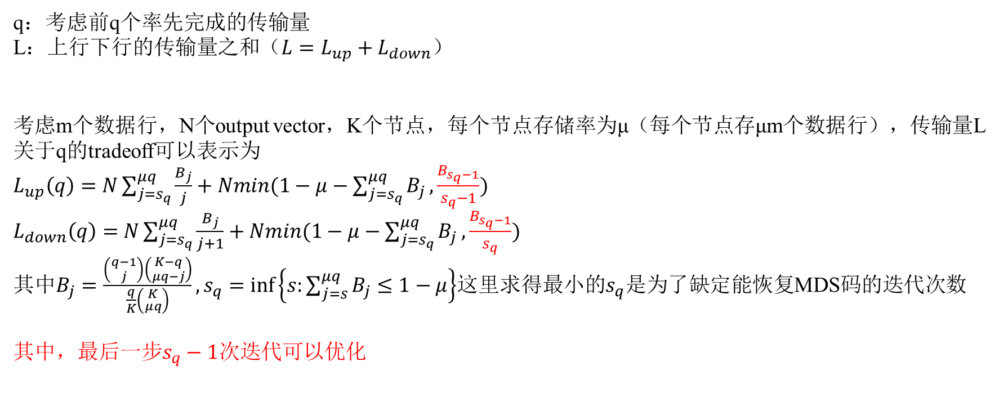 q：考虑前q个率先完成的传输量
L：上行下行的传输量之和（$L = L_{up} + L_{down}$）
考虑m个数据行，N个output vector，K个节点，每个节点存储率为μ（每个节点存μm个数据行），传输量L
关于q的tradeoff可以表示为
$L_{up}(q) = N\sum_{j=s_q}^{\mu q} \frac{B_j}{j} + Nmin(1 - \mu - \sum_{j=s_q}^{\mu q} B_j , \frac{B_{s_q-1}}{s_q-1})$
$L_{down}(q) = N\sum_{j=s_q}^{\mu q} \frac{B_j}{j+1} + Nmin(1 - \mu - \sum_{j=s_q}^{\mu q} B_j , \frac{B_{s_q-1}}{s_q})$
其中$B_j = \frac{\binom{q-1}{j}\binom{K-q}{\mu q-j}}{\frac{q}{K}\binom{K}{\mu q}}, s_q = \inf\left\{s: \sum_{j=s}^{\mu q} B_j \leq 1 - \mu\right\}$这里求得最小的$s_q$是为了缺定能恢复MDS码的迭代次数
其中，最后一步$s_q - 1$次迭代可以优化